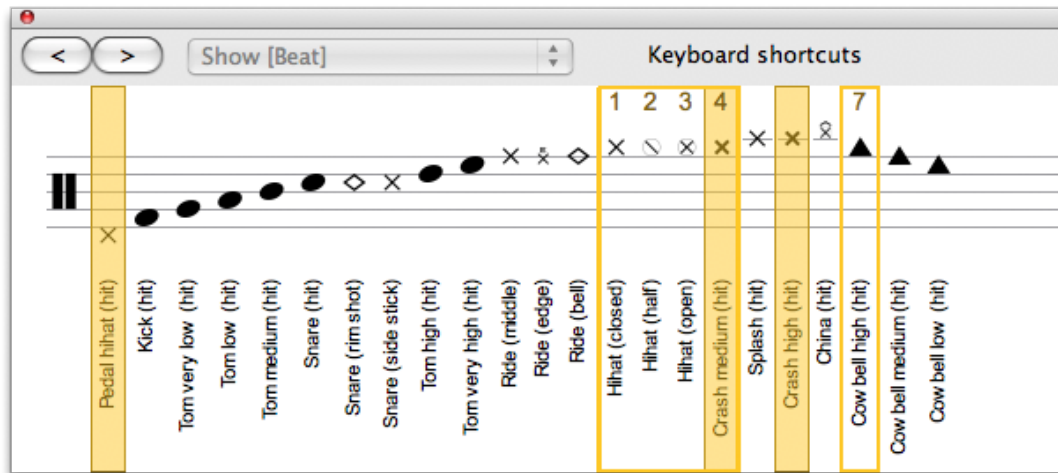 < > Show [Beat] Keyboard shortcuts
1 2 3 4 7
Pedal hihat (hit)
Kick (hit)
Tom very low (hit)
Tom low (hit)
Tom medium (hit)
Snare (hit)
Snare (rim shot)
Snare (side stick)
Tom high (hit)
Tom very high (hit)
Ride (middle)
Ride (edge)
Ride (bell)
Hihat (closed)
Hihat (half)
Hihat (open)
Crash medium (hit)
Splash (hit)
Crash high (hit)
China (hit)
Cow bell high (hit)
Cow bell medium (hit)
Cow bell low (hit)